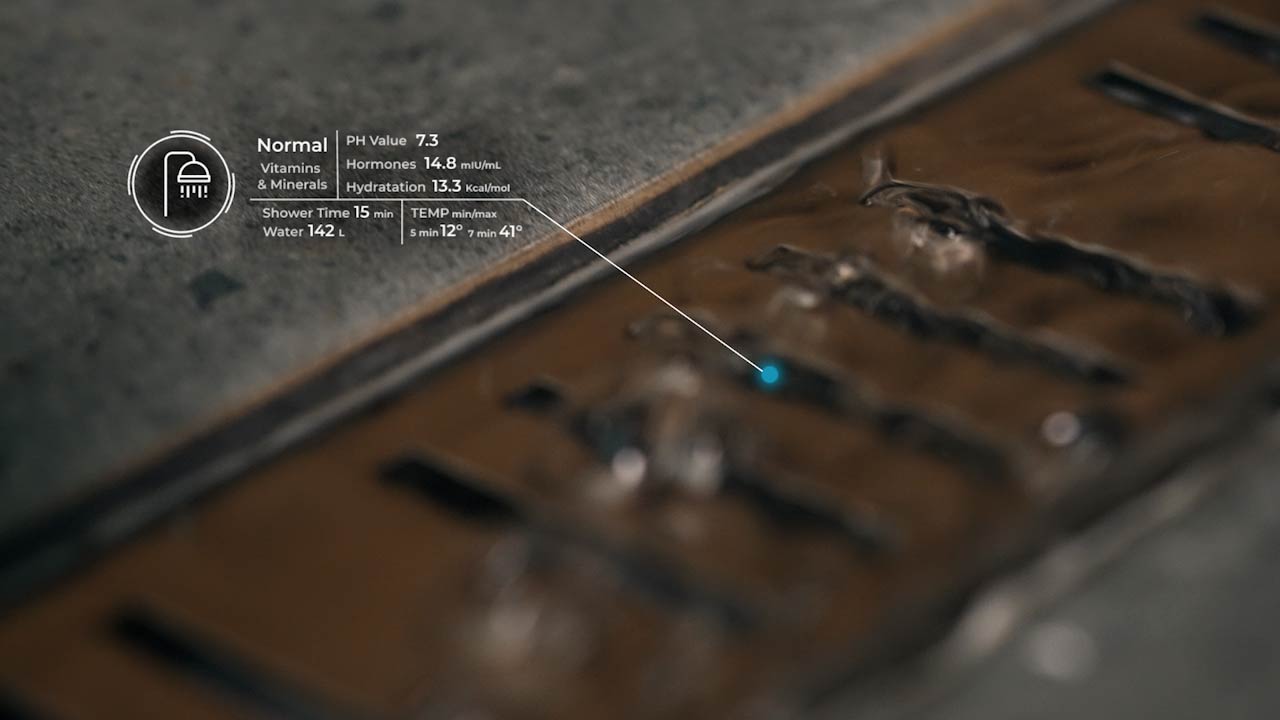 Normal
Vitamins
& Minerals
PH Value 7.3
Hormones 14.8 mIU/mL
Hydratation 13.3 Kcal/mol
Shower Time 15 min
Water 142 L
TEMP min/max
5 min 12° 7 min 41°